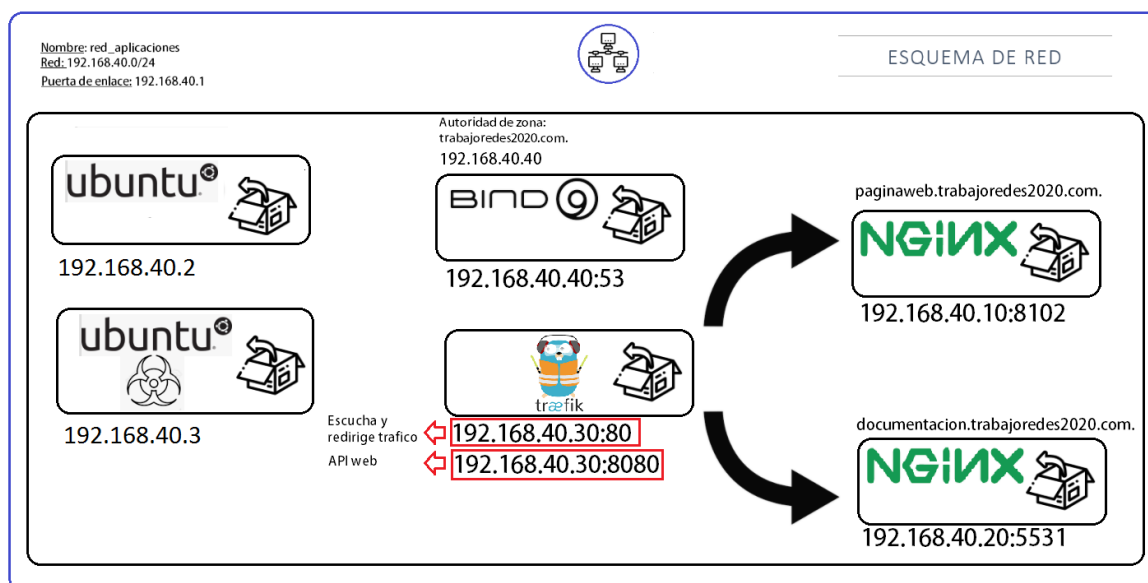 Nombre: red_aplicaciones
Red: 192.168.40.0/24
Puerta de enlace: 192.168.40.1
ESQUEMA DE RED
ubuntu
192.168.40.2
ubuntu
192.168.40.3
Autoridad de zona:
trabajoredes2020.com.
192.168.40.40
BIND 9
192.168.40.40:53
træfik
Escucha y
redirige trafico
192.168.40.30:80
API web
192.168.40.30:8080
paginaweb.trabajoredes2020.com.
NGINX
192.168.40.10:8102
documentacion.trabajoredes2020.com.
NGINX
192.168.40.20:5531